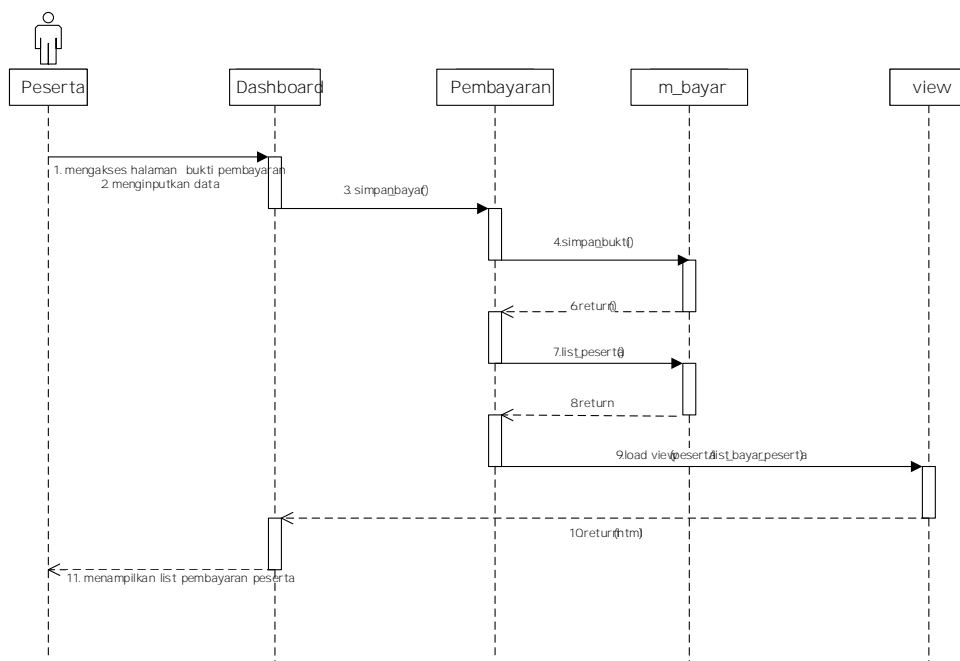 Peserta
Dashboard
Pembayaran
m_bayar
view
1. mengakses halaman bukti pembayaran
2. menginputkan data
3. simpan_bayar()
4.simpan_bukti()
6.return()
7.list_peserta()
8.return
9.load view(peserta/list_bayar_peserta)
10.return(html)
11. menampilkan list pembayaran peserta